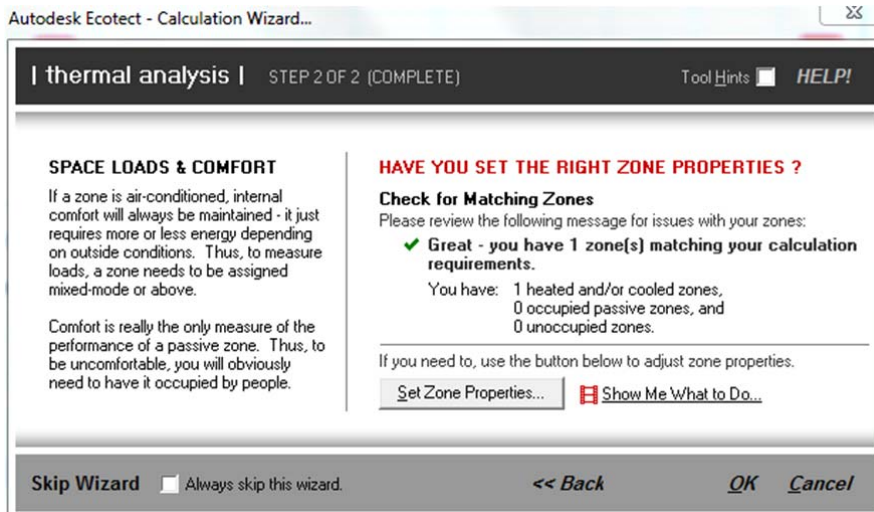 Autodesk Ecotect - Calculation Wizard...
| thermal analysis | STEP 2 OF 2 (COMPLETE) Tool Hints HELP!
SPACE LOADS & COMFORT
If a zone is air-conditioned, internal
comfort will always be maintained - it just
requires more or less energy depending
on outside conditions. Thus, to measure
loads, a zone needs to be assigned
mixed-mode or above.
Comfort is really the only measure of the
performance of a passive zone. Thus, to
be uncomfortable, you will obviously
need to have it occupied by people.
HAVE YOU SET THE RIGHT ZONE PROPERTIES ?
Check for Matching Zones
Please review the following message for issues with your zones:
Great - you have 1 zone(s) matching your calculation
requirements.
You have: 1 heated and/or cooled zones,
0 occupied passive zones, and
0 unoccupied zones.
If you need to, use the button below to adjust zone properties.
Set Zone Properties... Show Me What to Do...
Skip Wizard Always skip this wizard. << Back OK Cancel